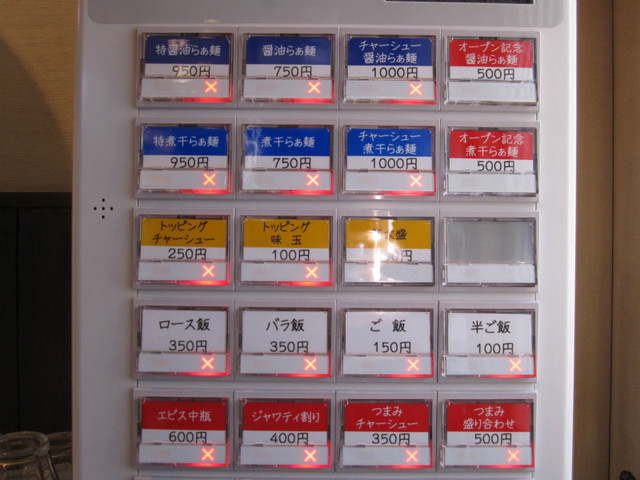 特醤油らぁ麺
950円
醤油らぁ麺
750円
チャーシュー
醤油らぁ麺
1000円
オープン記念
醤油らぁ麺
500円
特煮干らぁ麺
950円
煮干らぁ麺
750円
チャーシュー
煮干らぁ麺
1000円
オープン記念
煮干らぁ麺
500円
トッピング
チャーシュー
250円
トッピング
味玉
100円
盛
円
ロース飯
350円
バラ飯
350円
ご飯
150円
半ご飯
100円
エビス中瓶
600円
ジャワティ割り
400円
つまみ
チャーシュー
350円
つまみ
盛り合わせ
500円